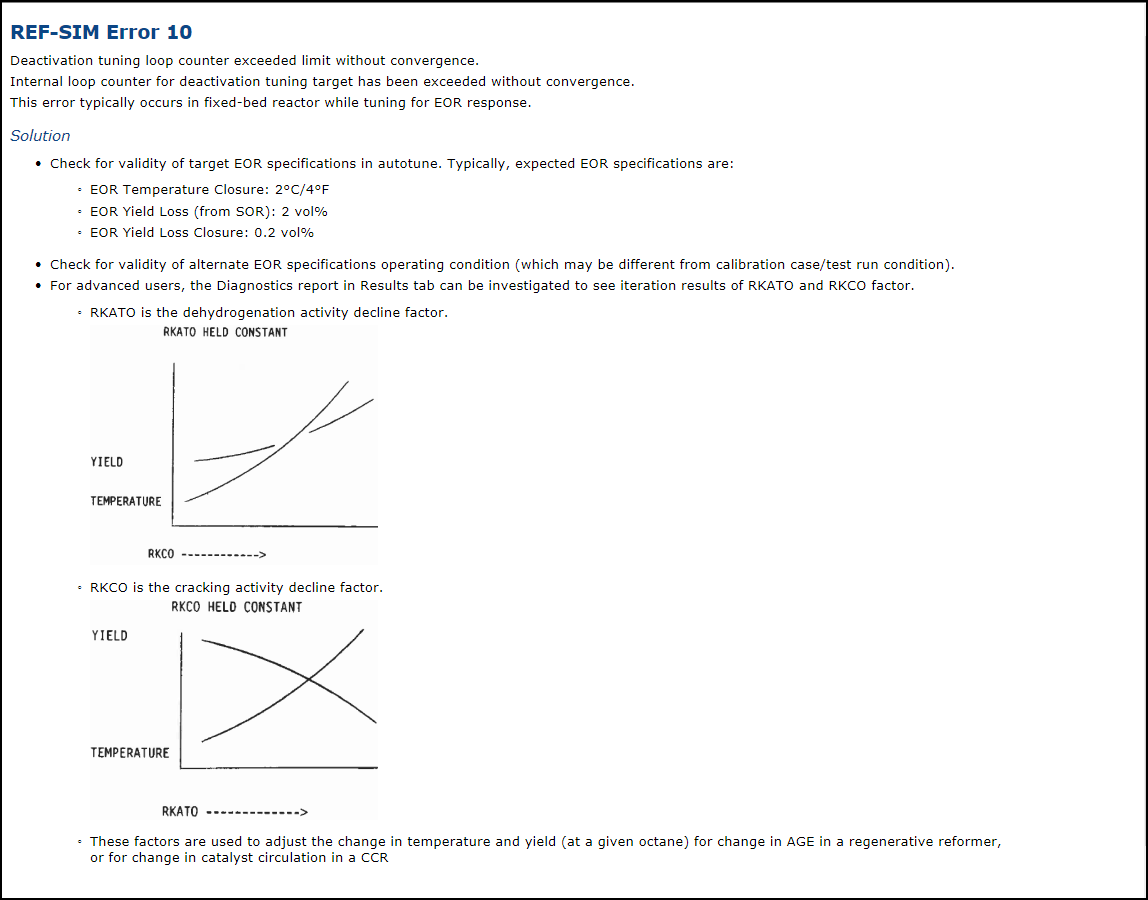 REF-SIM Error 10
Deactivation tuning loop counter exceeded limit without convergence.
Internal loop counter for deactivation tuning target has been exceeded without convergence.
This error typically occurs in fixed-bed reactor while tuning for EOR response.
Solution
• Check for validity of target EOR specifications in autotune. Typically, expected EOR specifications are:
◦ EOR Temperature Closure: 2°C/4°F
◦ EOR Yield Loss (from SOR): 2 vol%
◦ EOR Yield Loss Closure: 0.2 vol%
• Check for validity of alternate EOR specifications operating condition (which may be different from calibration case/test run condition).
• For advanced users, the Diagnostics report in Results tab can be investigated to see iteration results of RKATO and RKCO factor.
◦ RKATO is the dehydrogenation activity decline factor.
RKATO HELD CONSTANT
YIELD
TEMPERATURE
RKCO ------------>
◦ RKCO is the cracking activity decline factor.
RKCO HELD CONSTANT
YIELD
TEMPERATURE
RKATO ------------->
◦ These factors are used to adjust the change in temperature and yield (at a given octane) for change in AGE in a regenerative reformer,
or for change in catalyst circulation in a CCR